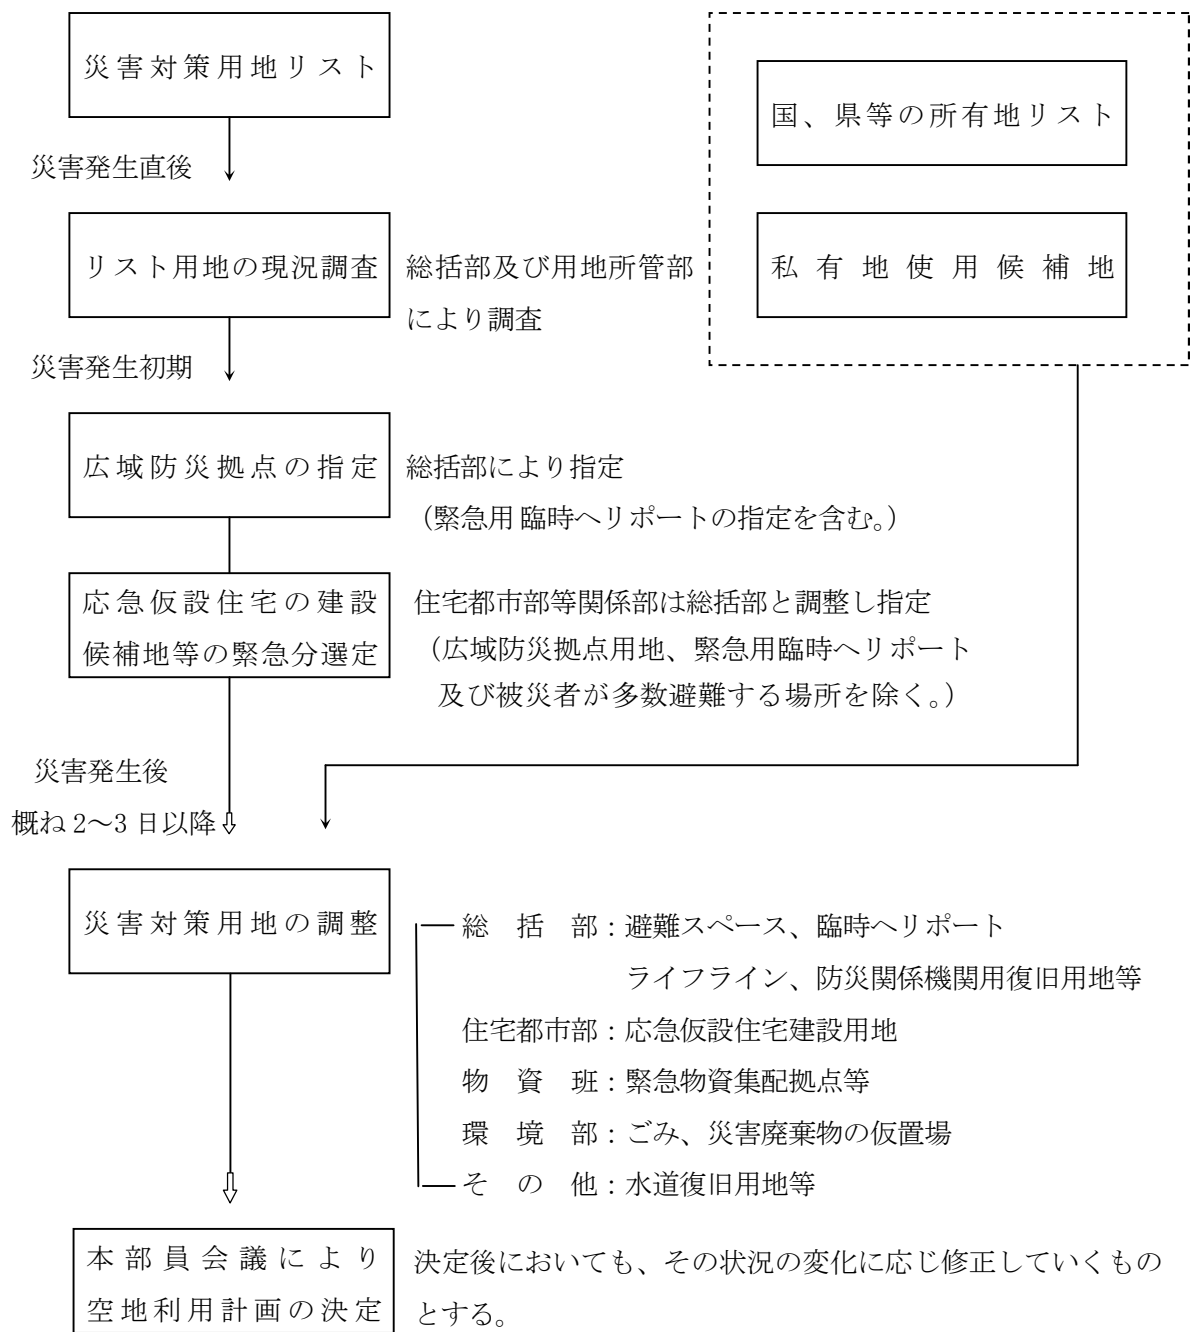 災害対策用地リスト
国、県等の所有地リスト
災害発生直後
リスト用地の現況調査
総括部及び用地所管部
により調査
私有地使用候補地
災害発生初期
広域防災拠点の指定
総括部により指定
（緊急用臨時ヘリポートの指定を含む。）
応急仮設住宅の建設
候補地等の緊急分選定
住宅都市部等関係部は総括部と調整し指定
（広域防災拠点用地、緊急用臨時ヘリポート
及び被災者が多数避難する場所を除く。）
災害発生後
概ね2～3日以降
災害対策用地の調整
総括部：避難スペース、臨時ヘリポート
ライフライン、防災関係機関用復旧用地等
住宅都市部：応急仮設住宅建設用地
物資班：緊急物資集配拠点等
環境部：ごみ、災害廃棄物の仮置場
その他：水道復旧用地等
本部員会議により
空地利用計画の決定
決定後においても、その状況の変化に応じ修正していくもの
とする。